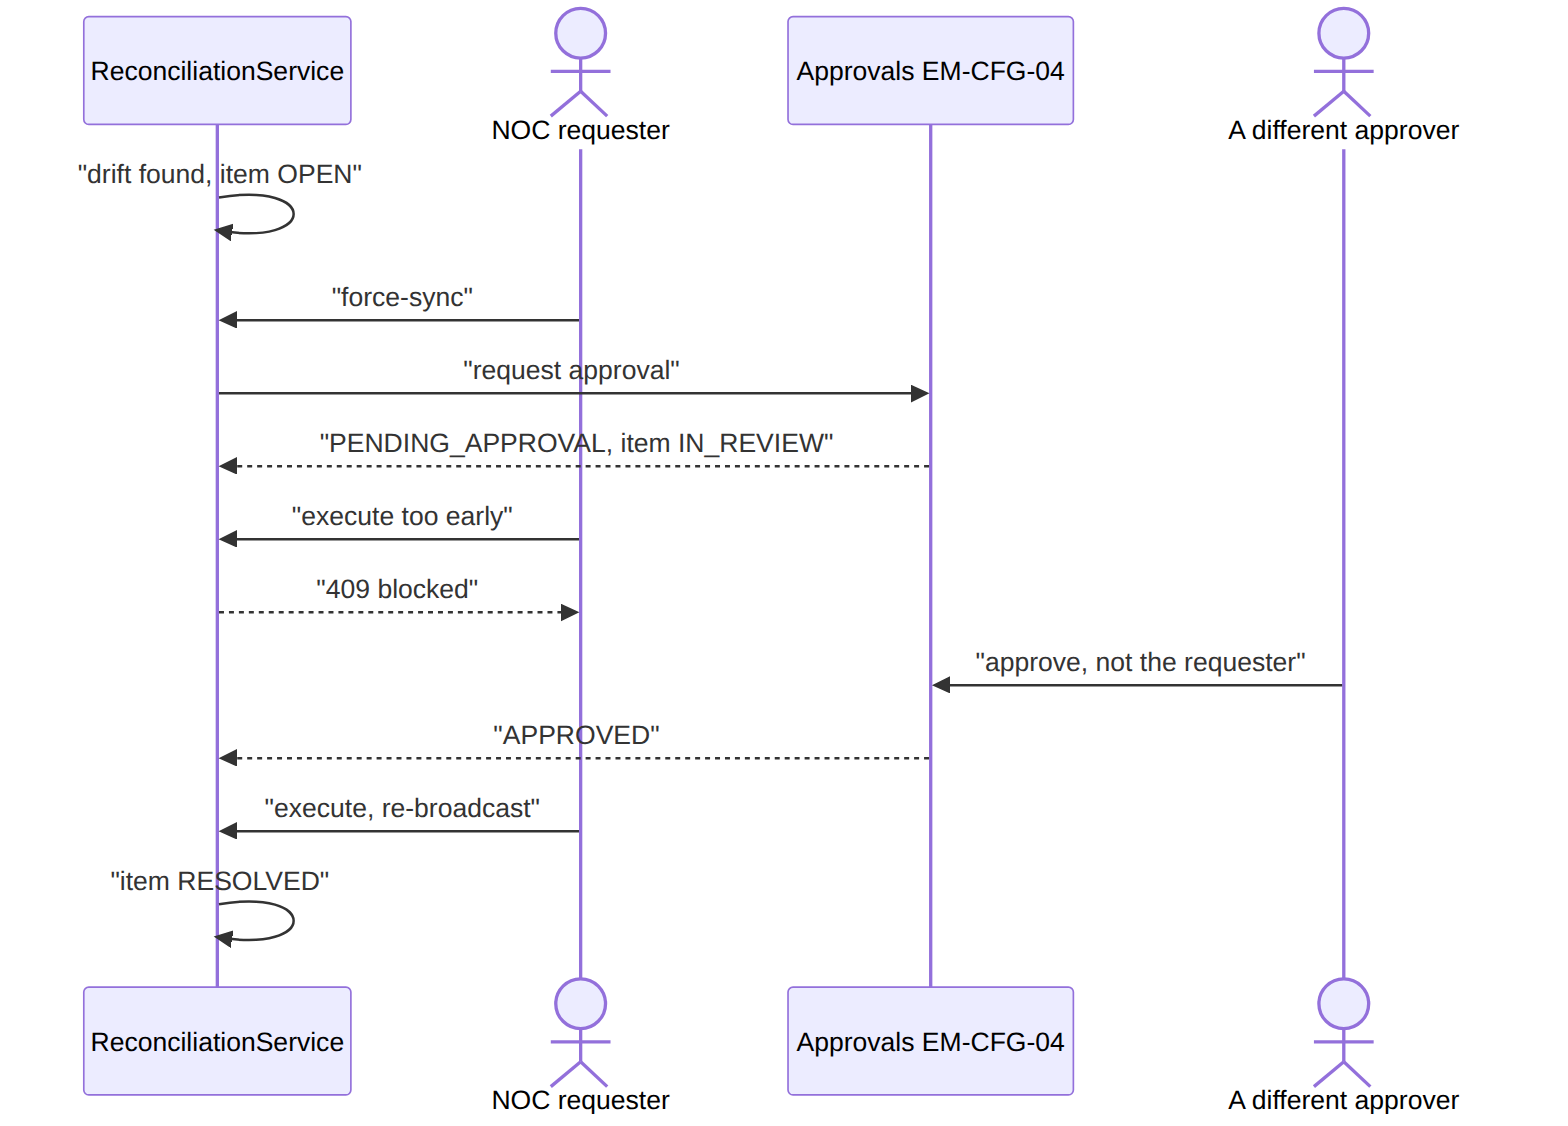 ReconciliationService
NOC requester
Approvals EM-CFG-04
A different approver
"drift found, item OPEN"
"force-sync"
"request approval"
"PENDING_APPROVAL, item IN_REVIEW"
"execute too early"
"409 blocked"
"approve, not the requester"
"APPROVED"
"execute, re-broadcast"
"item RESOLVED"
ReconciliationService
NOC requester
Approvals EM-CFG-04
A different approver